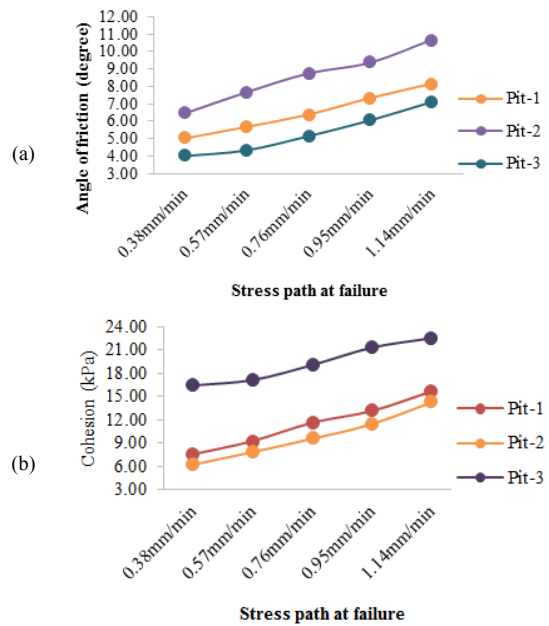 (a)
Angle of friction (degree)
12.00
11.00
10.00
9.00
8.00
7.00
6.00
5.00
4.00
3.00
0.38mm/min
0.57mm/min
0.76mm/min
0.95mm/min
1.14mm/min
Stress path at failure
Pit-1
Pit-2
Pit-3
(b)
Cohesion (kPa)
24.00
21.00
18.00
15.00
12.00
9.00
6.00
3.00
0.38mm/min
0.57mm/min
0.76mm/min
0.95mm/min
1.14mm/min
Stress path at failure
Pit-1
Pit-2
Pit-3